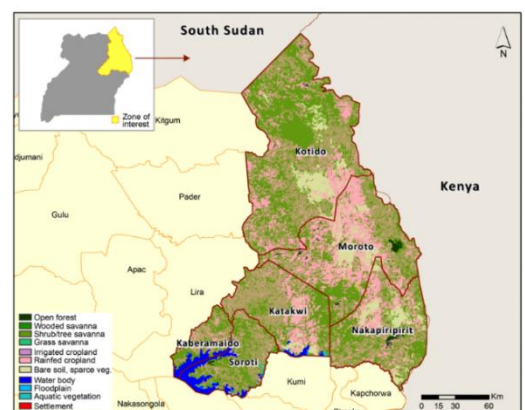 South Sudan
N
Zone of
interest
Kitgum
djumani
Kotido
Kenya
Pader
Gulu
Moroto
Apac
Lira
Katakwi
Nakapiripirit
Kaberamaido
Soroti
Kumi
Kapchorwa
Nakasongola
Open forest
Wooded savanna
Shrub/tree savanna
Grass savanna
Irrigated cropland
Rainfed cropland
Bare soil, sparse veg.
Water body
Floodplain
Aquatic vegetation
Settlement
Km
0 15 30 60